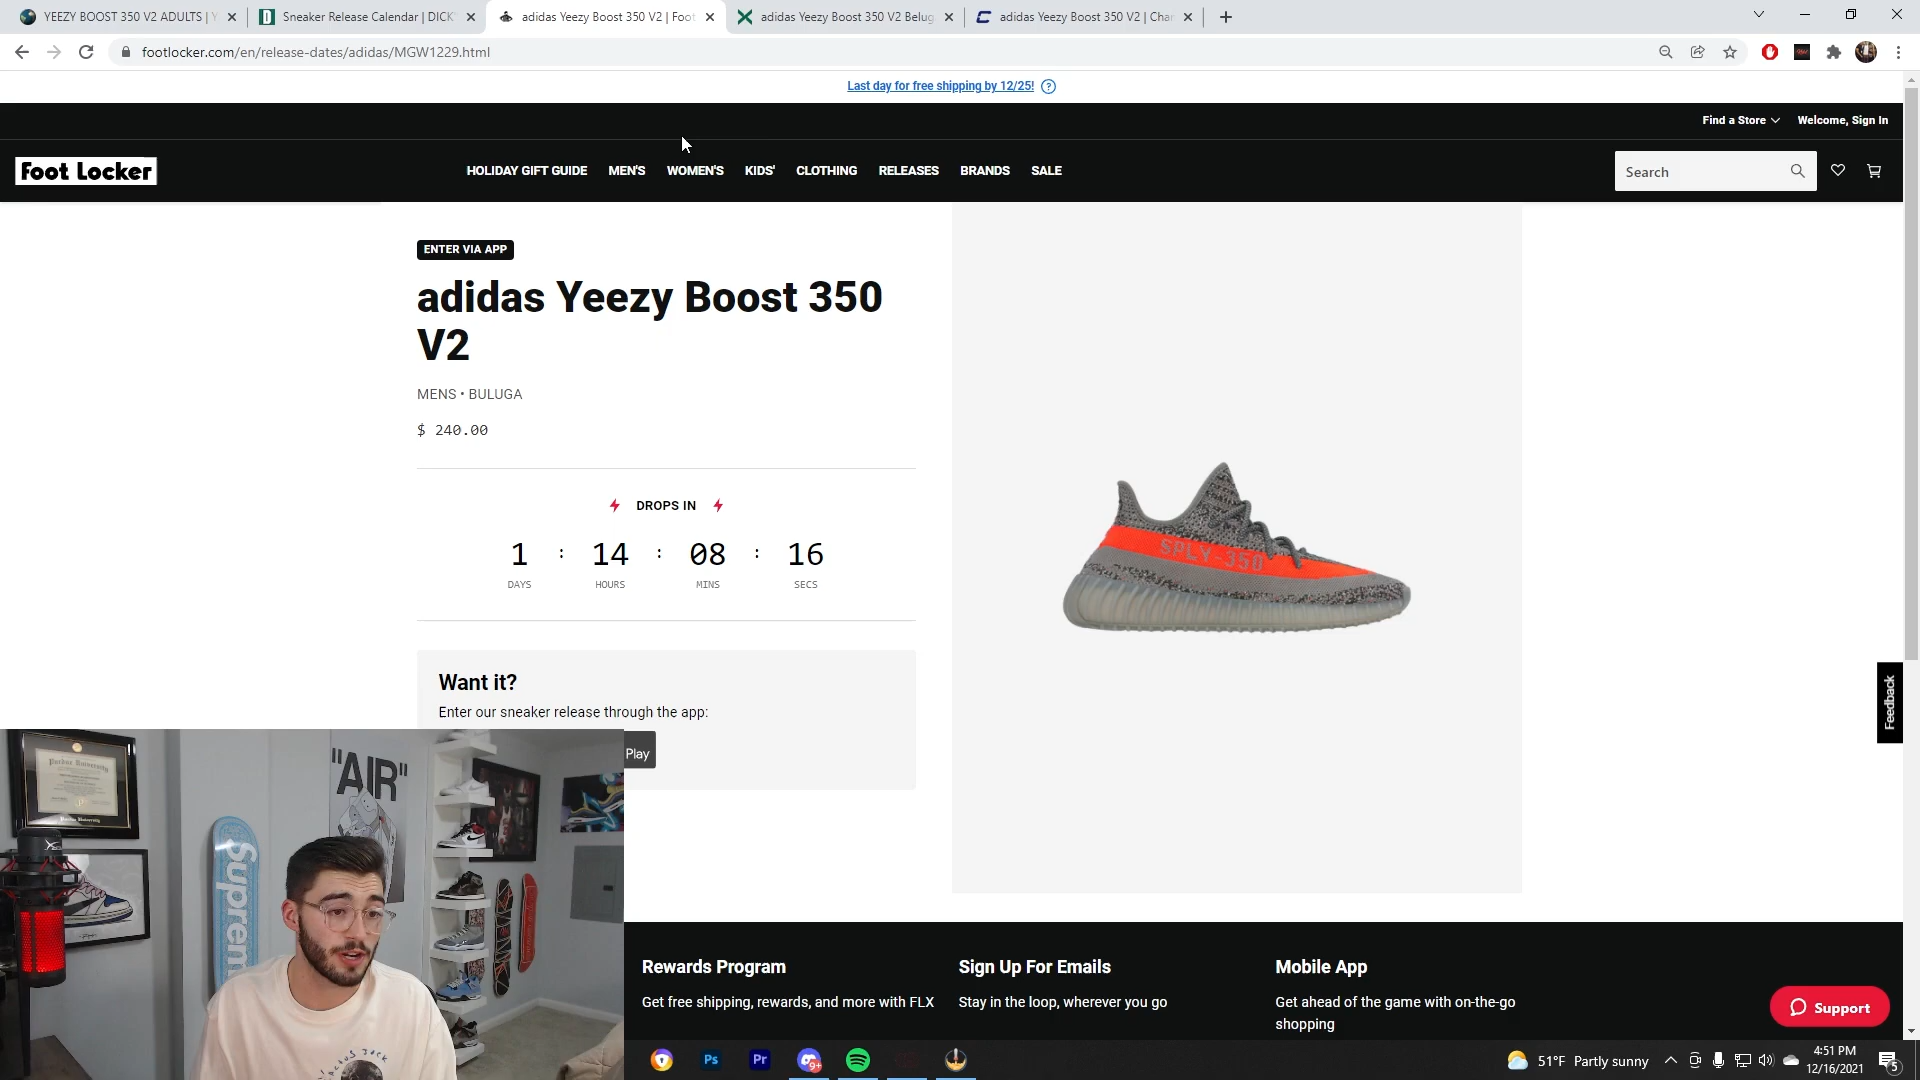 YEEZY BOOST 350 V2 ADULTS | Y
Sneaker Release Calendar | DICK'
adidas Yeezy Boost 350 V2 | Foot
adidas Yeezy Boost 350 V2 Belug
adidas Yeezy Boost 350 V2 | Cha
footlocker.com/en/release-dates/adidas/MGW1229.html
Last day for free shipping by 12/25! ?
Find a Store
Welcome, Sign In
Foot Locker
HOLIDAY GIFT GUIDE
MEN'S
WOMEN'S
KIDS'
CLOTHING
RELEASES
BRANDS
SALE
Search
ENTER VIA APP
adidas Yeezy Boost 350
V2
MENS • BULUGA
$ 240.00
DROPS IN
1 : 14 : 08 : 16
DAYS HOURS MINS SECS
SPLY-350
Want it?
Enter our sneaker release through the app:
Play
Feedback
Purdue University
"AIR"
Supreme
Rewards Program
Get free shipping, rewards, and more with FLX
Sign Up For Emails
Stay in the loop, wherever you go
Mobile App
Get ahead of the game with on-the-go
shopping
Support
Ps
Pr
9+
51°F Partly sunny
4:51 PM
12/16/2021
5